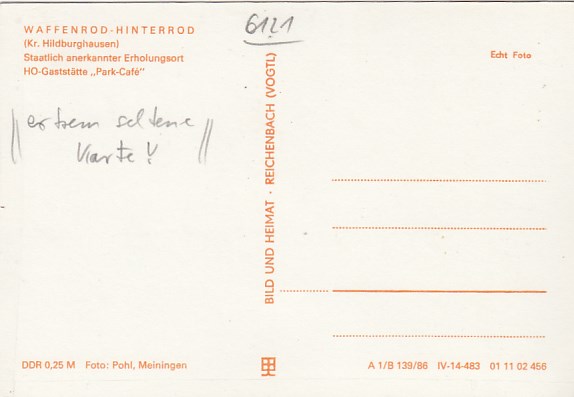 WAFFENROD-HINTERROD
(Kr. Hildburghausen)
Staatlich anerkannter Erholungsort
HO-Gaststätte „Park-Café"
6121
Echt Foto
extrem seltene
Karte!
BILD UND HEIMAT · REICHENBACH (VOGTL)
DDR 0,25 M Foto: Pohl, Meiningen
A 1/B 139/86 IV-14-483 01 11 02 456